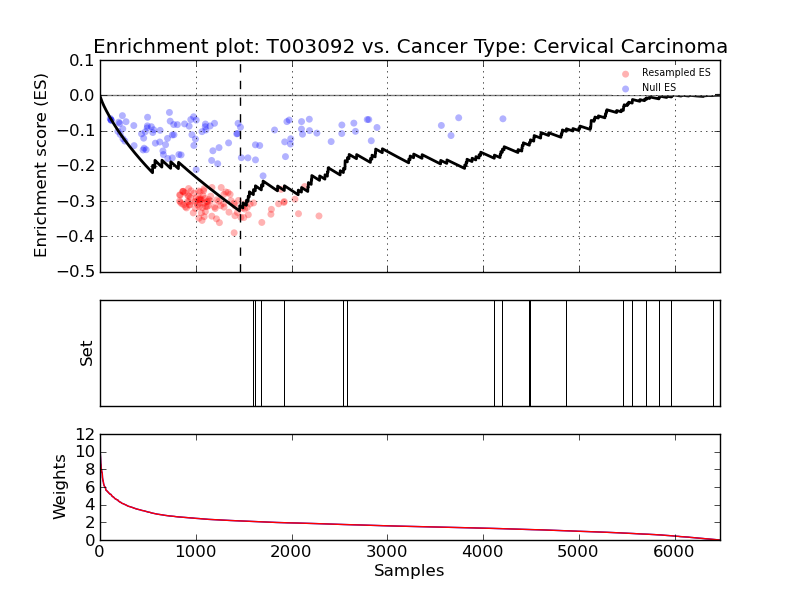 Enrichment plot: T003092 vs. Cancer Type: Cervical Carcinoma
Enrichment score (ES)
0.1
0.0
−0.1
−0.2
−0.3
−0.4
−0.5
Resampled ES
Null ES
Set
Weights
12
10
8
6
4
2
0
0 1000 2000 3000 4000 5000 6000
Samples